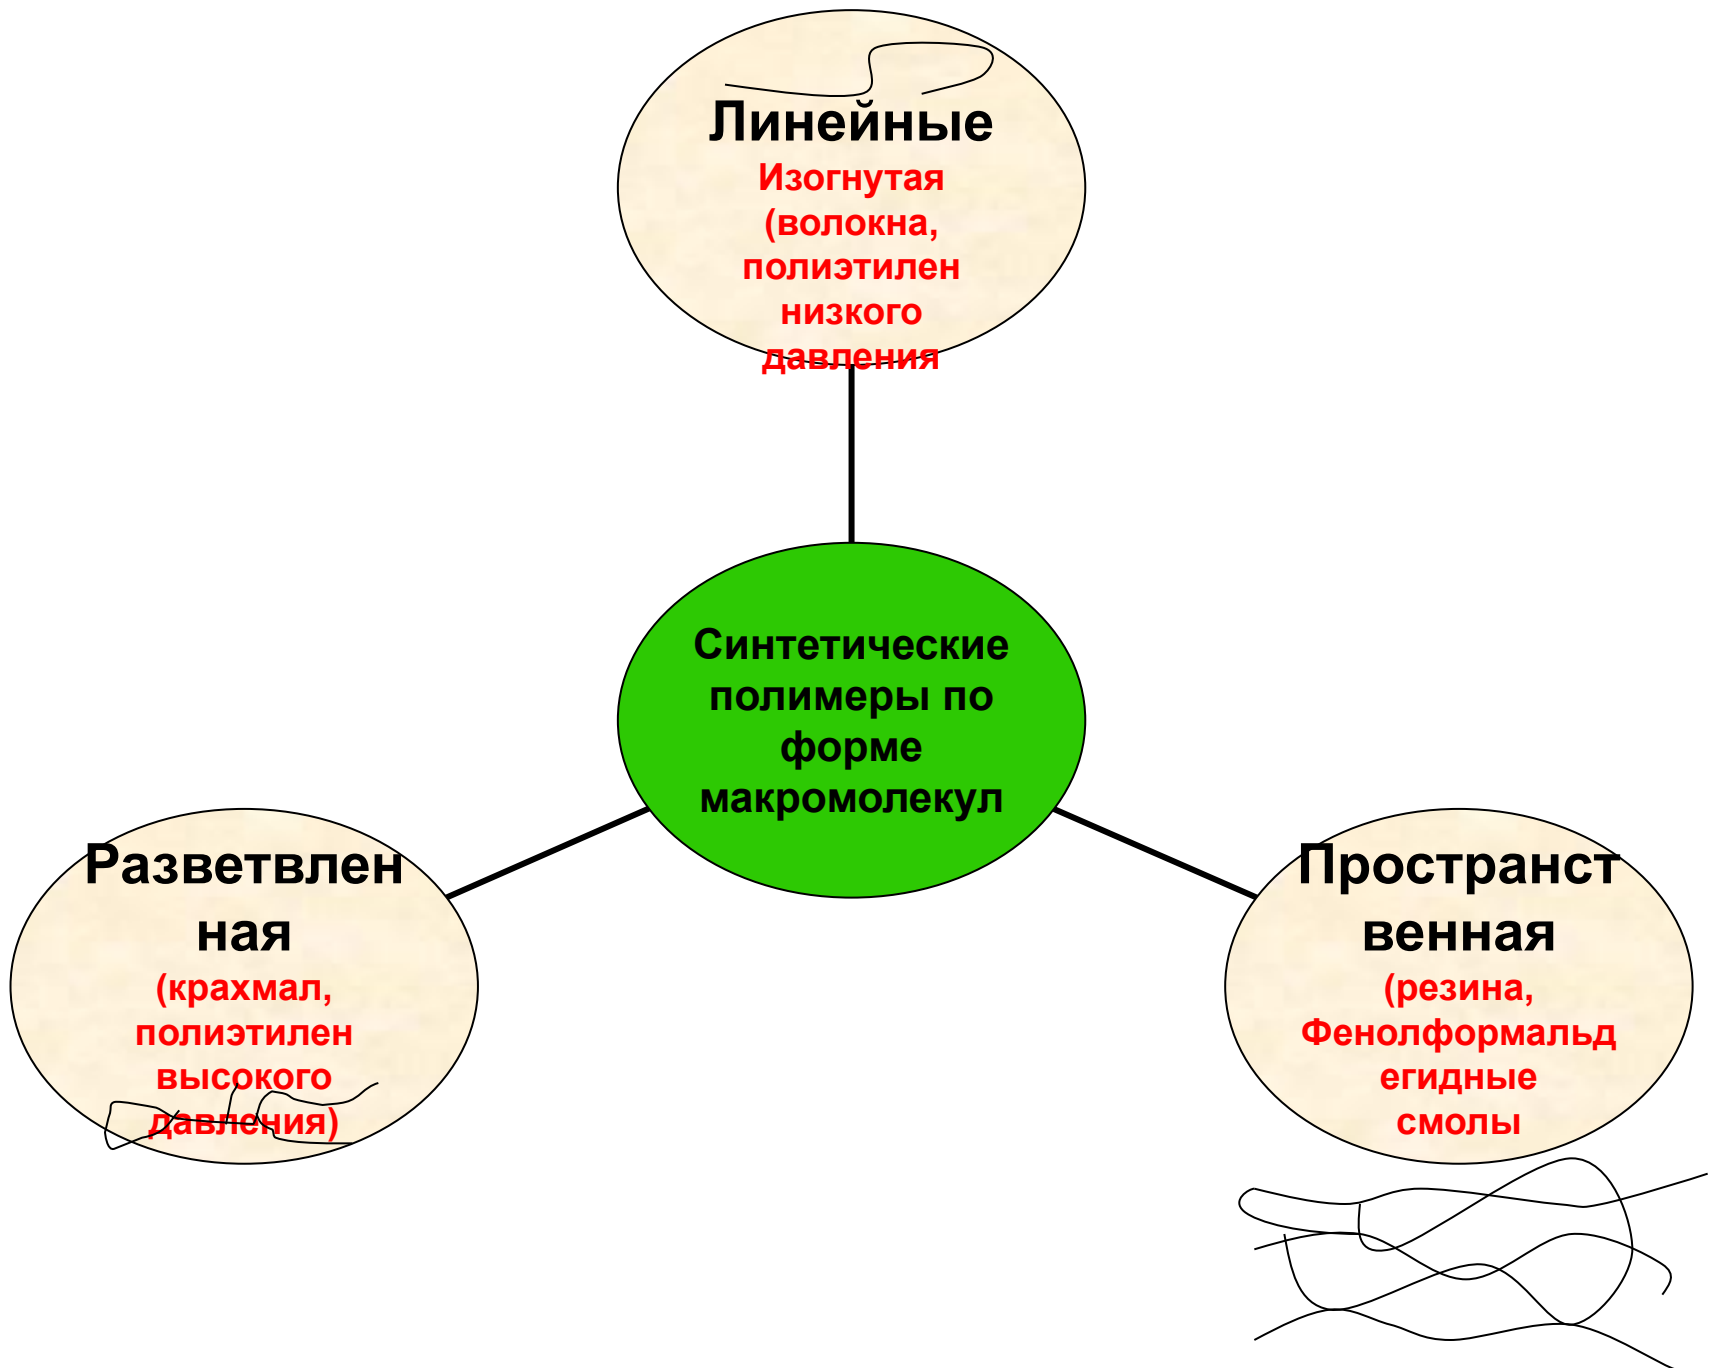 Линейные
Изогнутая
(волокна,
полиэтилен
низкого
давления
Синтетические
полимеры по
форме
макромолекул
Разветвлен
ная
(крахмал,
полиэтилен
высокого
давления)
Пространст
венная
(резина,
Фенолформальд
егидные
смолы